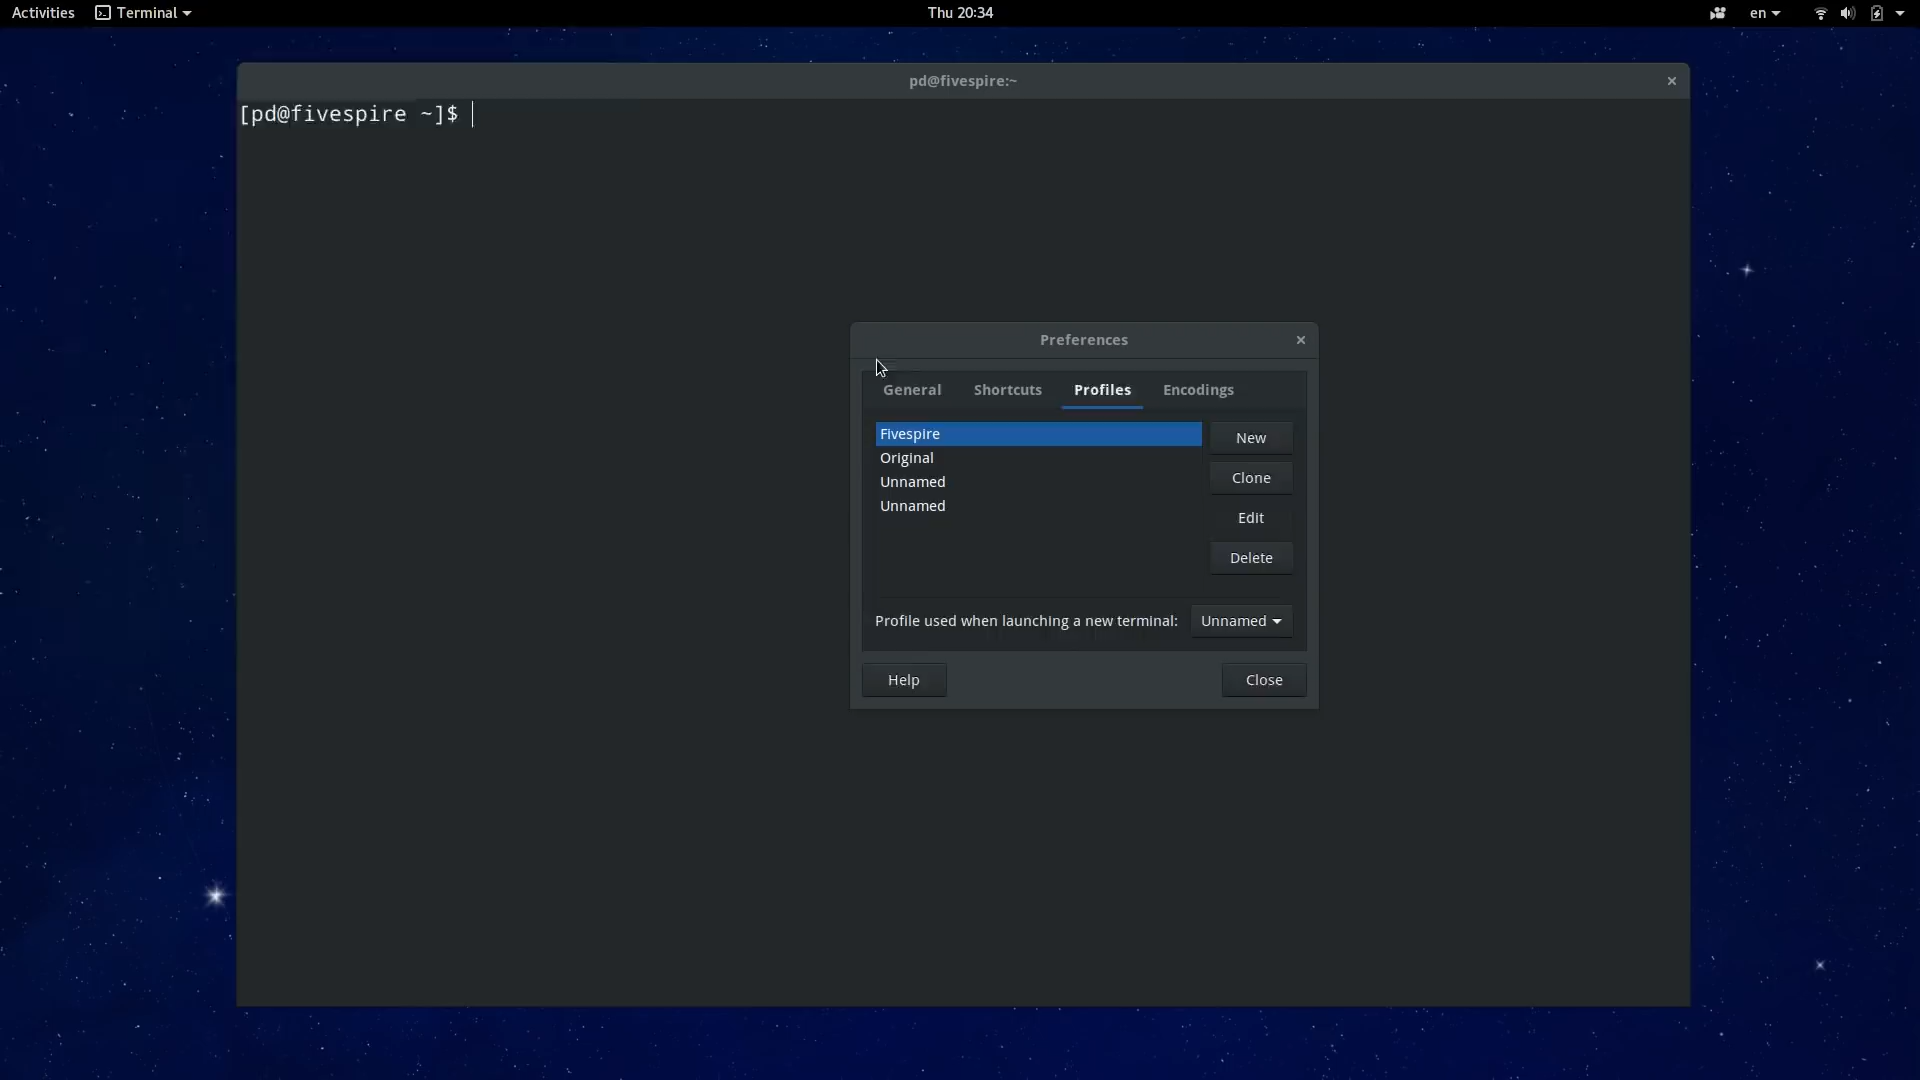 Activities Terminal Thu 20:34 en
pd@fivespire:~
[pd@fivespire ~]$
Preferences
General Shortcuts Profiles Encodings
Fivespire
Original
Unnamed
Unnamed
New
Clone
Edit
Delete
Profile used when launching a new terminal: Unnamed
Help Close